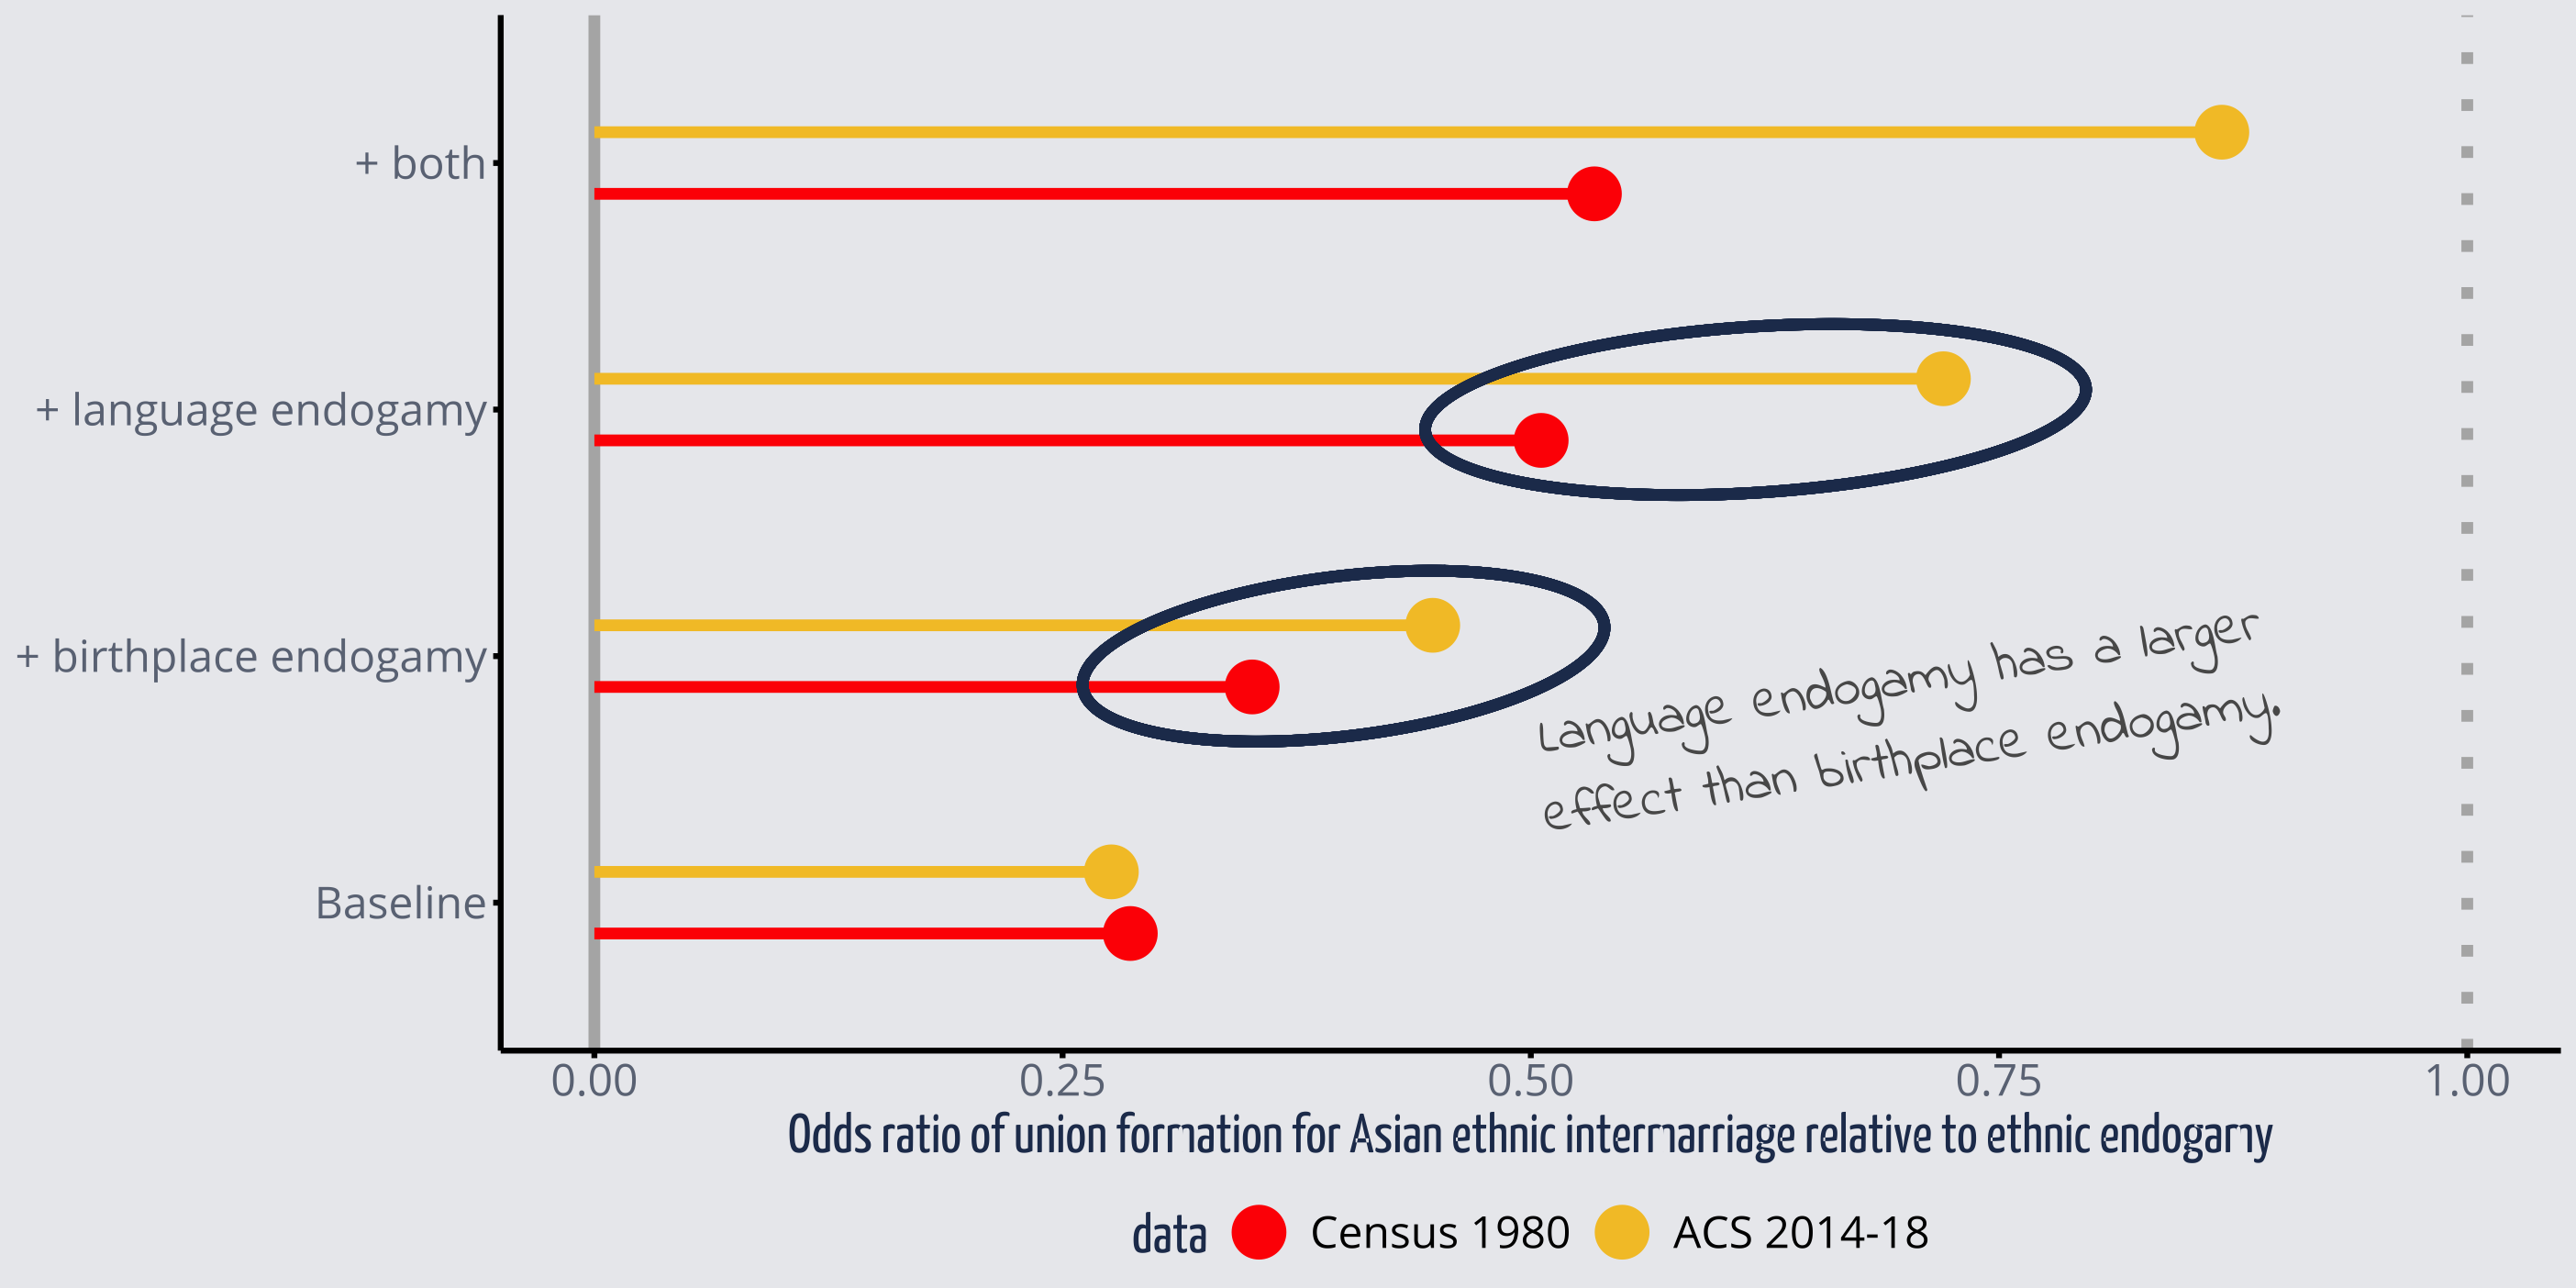 + both
+ language endogamy
+ birthplace endogamy
Baseline
Language endogamy has a larger
effect than birthplace endogamy.
0.00 0.25 0.50 0.75 1.00
Odds ratio of union formation for Asian ethnic intermarriage relative to ethnic endogamy
data Census 1980 ACS 2014-18